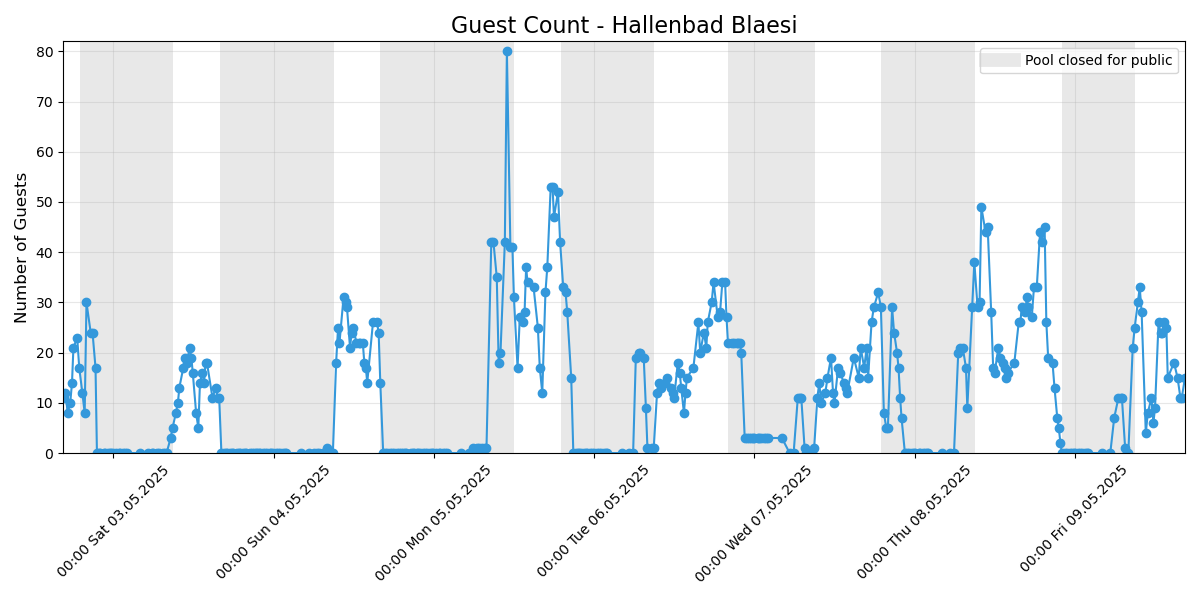 Guest Count - Hallenbad Blaesi
Pool closed for public
Number of Guests
80
70
60
50
40
30
20
10
0
00:00 Sat 03.05.2025
00:00 Sun 04.05.2025
00:00 Mon 05.05.2025
00:00 Tue 06.05.2025
00:00 Wed 07.05.2025
00:00 Thu 08.05.2025
00:00 Fri 09.05.2025